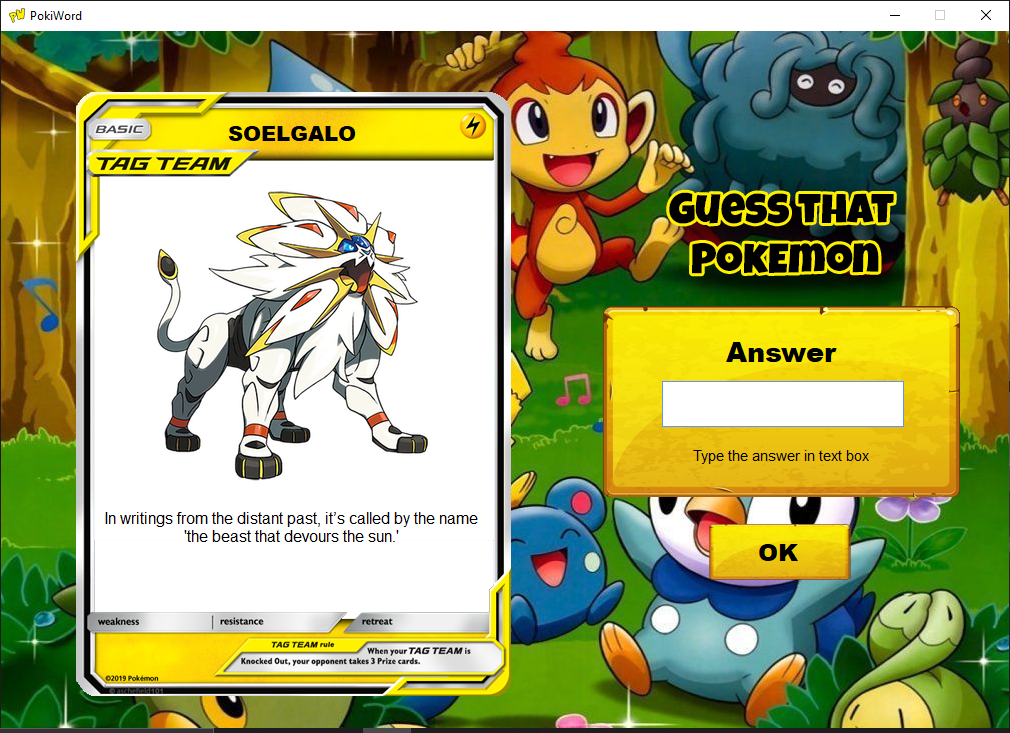 PokiWord
BASIC
SOELGALO
TAG TEAM
GUESS THAT
POKEMON
Answer
Type the answer in text box
OK
In writings from the distant past, it’s called by the name
'the beast that devours the sun.'
weakness
resistance
retreat
TAG TEAM rule
When your TAG TEAM is
Knocked Out, your opponent takes 3 Prize cards.
©2019 Pokémon
© aschefield101